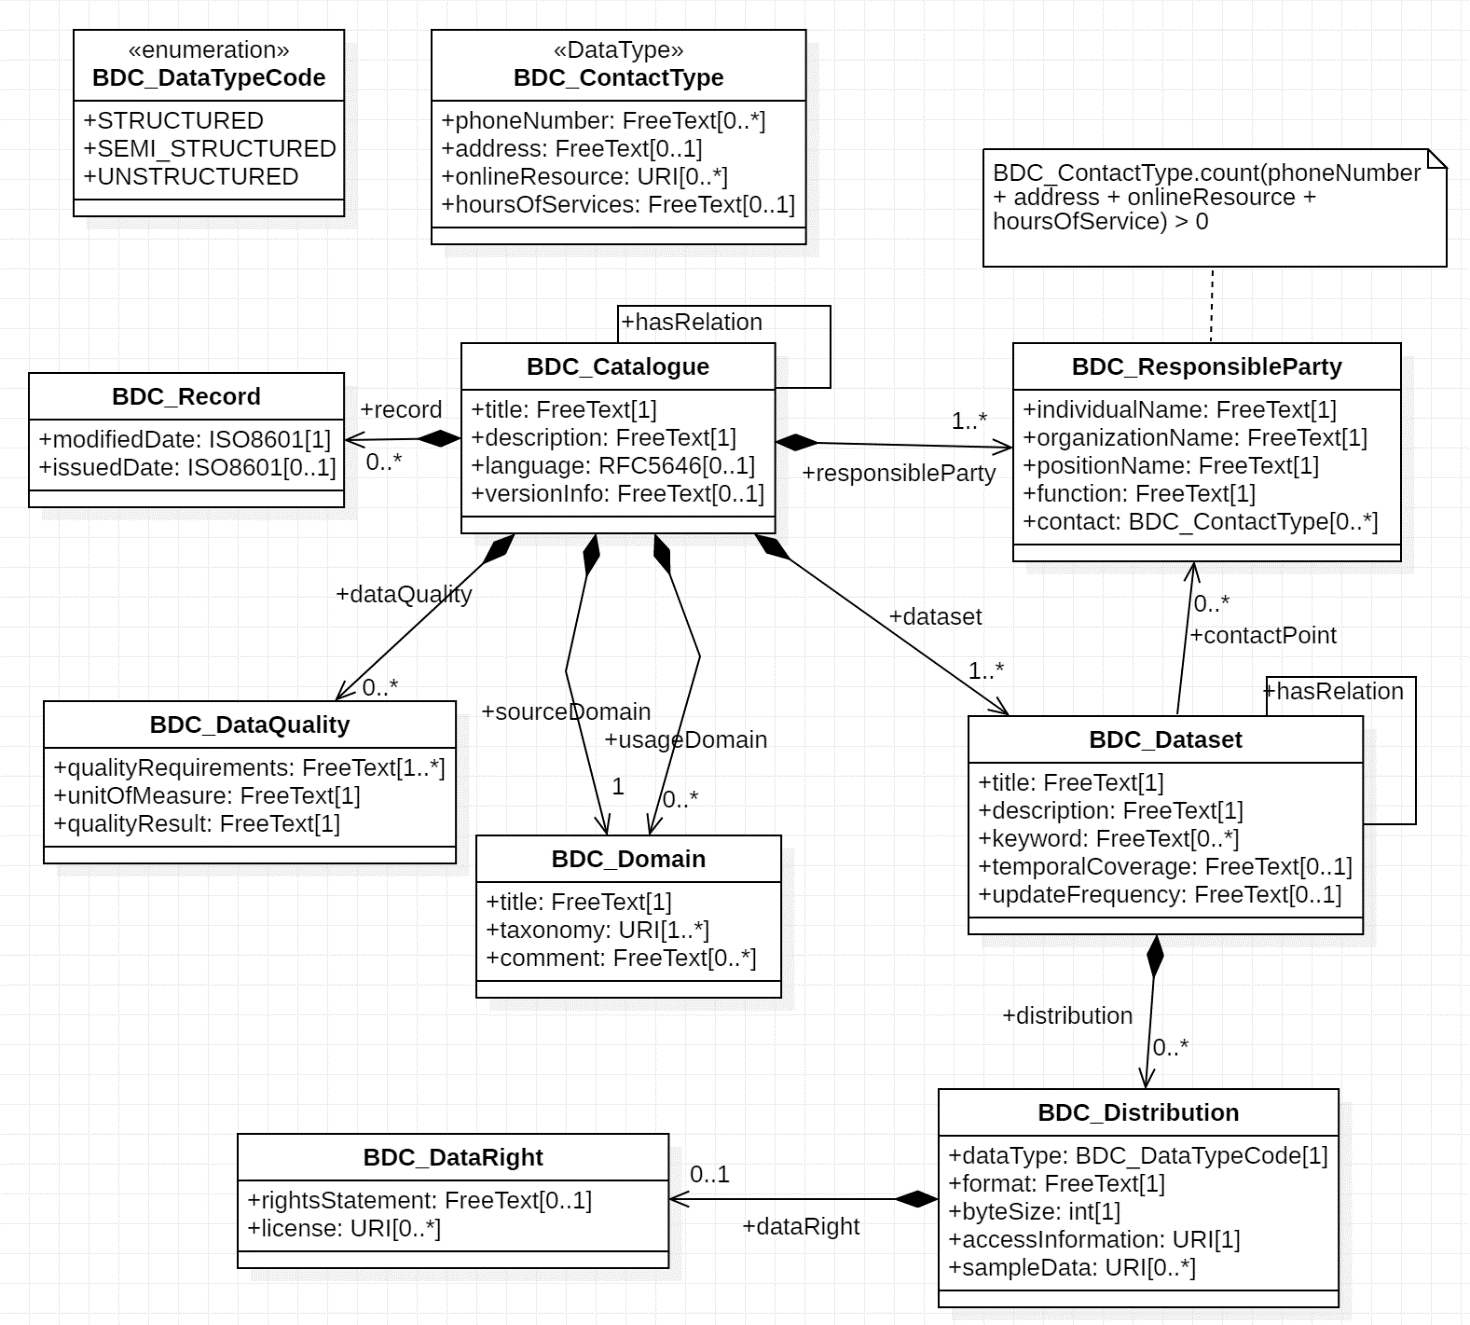 «enumeration»
BDC_DataTypeCode
+STRUCTURED
+SEMI_STRUCTURED
+UNSTRUCTURED
«DataType»
BDC_ContactType
+phoneNumber: FreeText[0..*]
+address: FreeText[0..1]
+onlineResource: URI[0..*]
+hoursOfServices: FreeText[0..1]
BDC_ContactType.count(phoneNumber
+ address + onlineResource +
hoursOfService) > 0
+hasRelation
BDC_Catalogue
+title: FreeText[1]
+description: FreeText[1]
+language: RFC5646[0..1]
+versionInfo: FreeText[0..1]
BDC_Record
+modifiedDate: ISO8601[1]
+issuedDate: ISO8601[0..1]
+record
0..*
1..*
+responsibleParty
BDC_ResponsibleParty
+individualName: FreeText[1]
+organizationName: FreeText[1]
+positionName: FreeText[1]
+function: FreeText[1]
+contact: BDC_ContactType[0..*]
+dataQuality
0..*
+sourceDomain
1
+usageDomain
0..*
+dataset
1..*
0..*
+contactPoint
+hasRelation
BDC_DataQuality
+qualityRequirements: FreeText[1..*]
+unitOfMeasure: FreeText[1]
+qualityResult: FreeText[1]
BDC_Domain
+title: FreeText[1]
+taxonomy: URI[1..*]
+comment: FreeText[0..*]
BDC_Dataset
+title: FreeText[1]
+description: FreeText[1]
+keyword: FreeText[0..*]
+temporalCoverage: FreeText[0..1]
+updateFrequency: FreeText[0..1]
+distribution
0..*
BDC_DataRight
+rightsStatement: FreeText[0..1]
+license: URI[0..*]
0..1
+dataRight
BDC_Distribution
+dataType: BDC_DataTypeCode[1]
+format: FreeText[1]
+byteSize: int[1]
+accessInformation: URI[1]
+sampleData: URI[0..*]